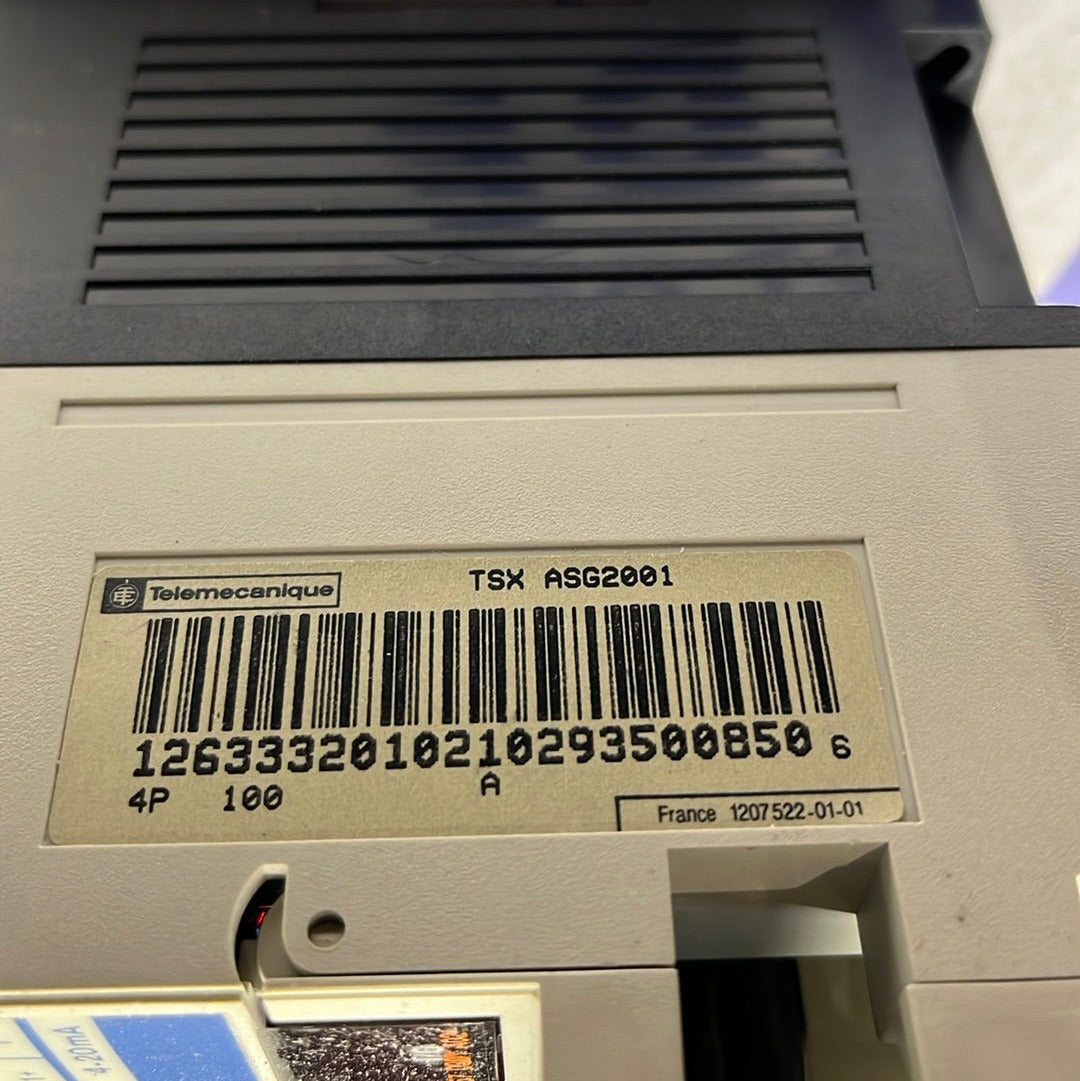 Telemecanique
TSX ASG2001
12633320102102935008506
4P 100 A
France 1207522-01-01
4-20mA